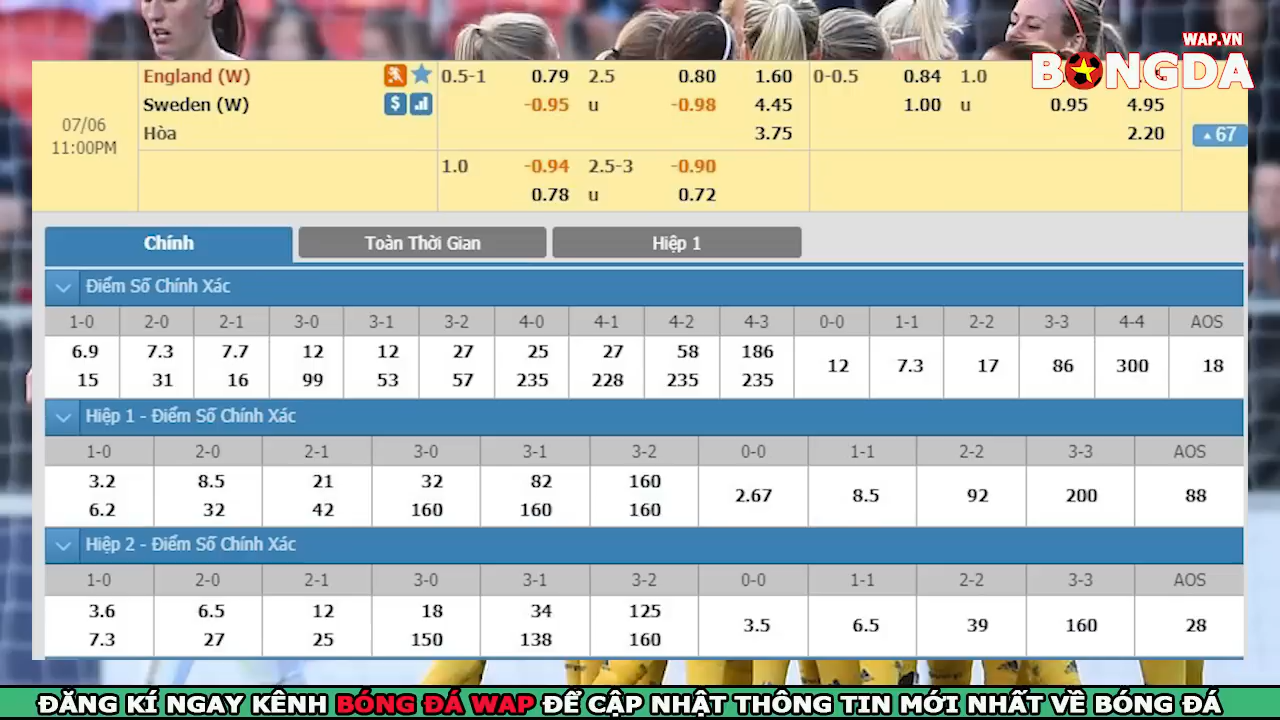 WAP.VN
BONGDA
England (W) 0.5-1 0.79 2.5 0.80 1.60 0-0.5 0.84 1.0
Sweden (W) $ -0.95 u -0.98 4.45 1.00 u 0.95 4.95
Hòa 3.75 2.20
07/06
11:00PM
67
1.0 -0.94 2.5-3 -0.90
0.78 u 0.72
Chính Toàn Thời Gian Hiệp 1
Điểm Số Chính Xác
1-0 2-0 2-1 3-0 3-1 3-2 4-0 4-1 4-2 4-3 0-0 1-1 2-2 3-3 4-4 AOS
6.9 7.3 7.7 12 12 27 25 27 58 186
12 7.3 17 86 300 18
15 31 16 99 53 57 235 228 235 235
Hiệp 1 - Điểm Số Chính Xác
1-0 2-0 2-1 3-0 3-1 3-2 0-0 1-1 2-2 3-3 AOS
3.2 8.5 21 32 82 160
2.67 8.5 92 200 88
6.2 32 42 160 160 160
Hiệp 2 - Điểm Số Chính Xác
1-0 2-0 2-1 3-0 3-1 3-2 0-0 1-1 2-2 3-3 AOS
3.6 6.5 12 18 34 125
3.5 6.5 39 160 28
7.3 27 25 150 138 160
ĐĂNG KÍ NGAY KÊNH BÓNG ĐÁ WAP ĐỂ CẬP NHẬT THÔNG TIN MỚI NHẤT VỀ BÓNG ĐÁ